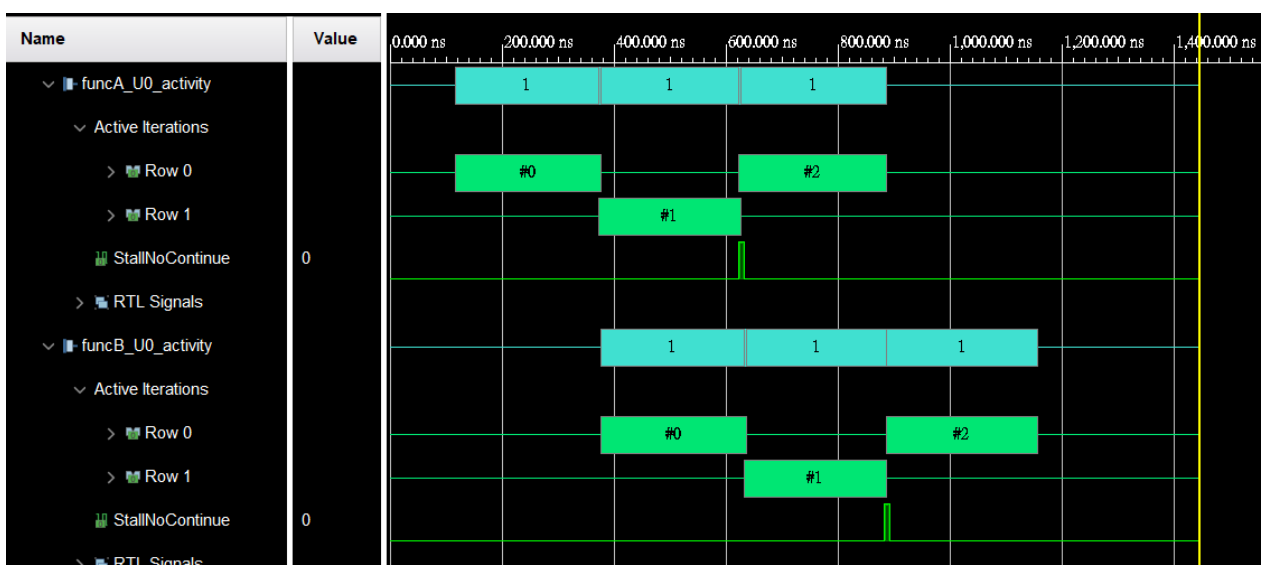 Name Value 0.000 ns 200.000 ns 400.000 ns 600.000 ns 800.000 ns 1,000.000 ns 1,200.000 ns 1,400.000 ns
funcA_U0_activity 1 1 1
Active Iterations
Row 0 #0 #2
Row 1 #1
StallNoContinue 0
RTL Signals
funcB_U0_activity 1 1 1
Active Iterations
Row 0 #0 #2
Row 1 #1
StallNoContinue 0
RTL Signals